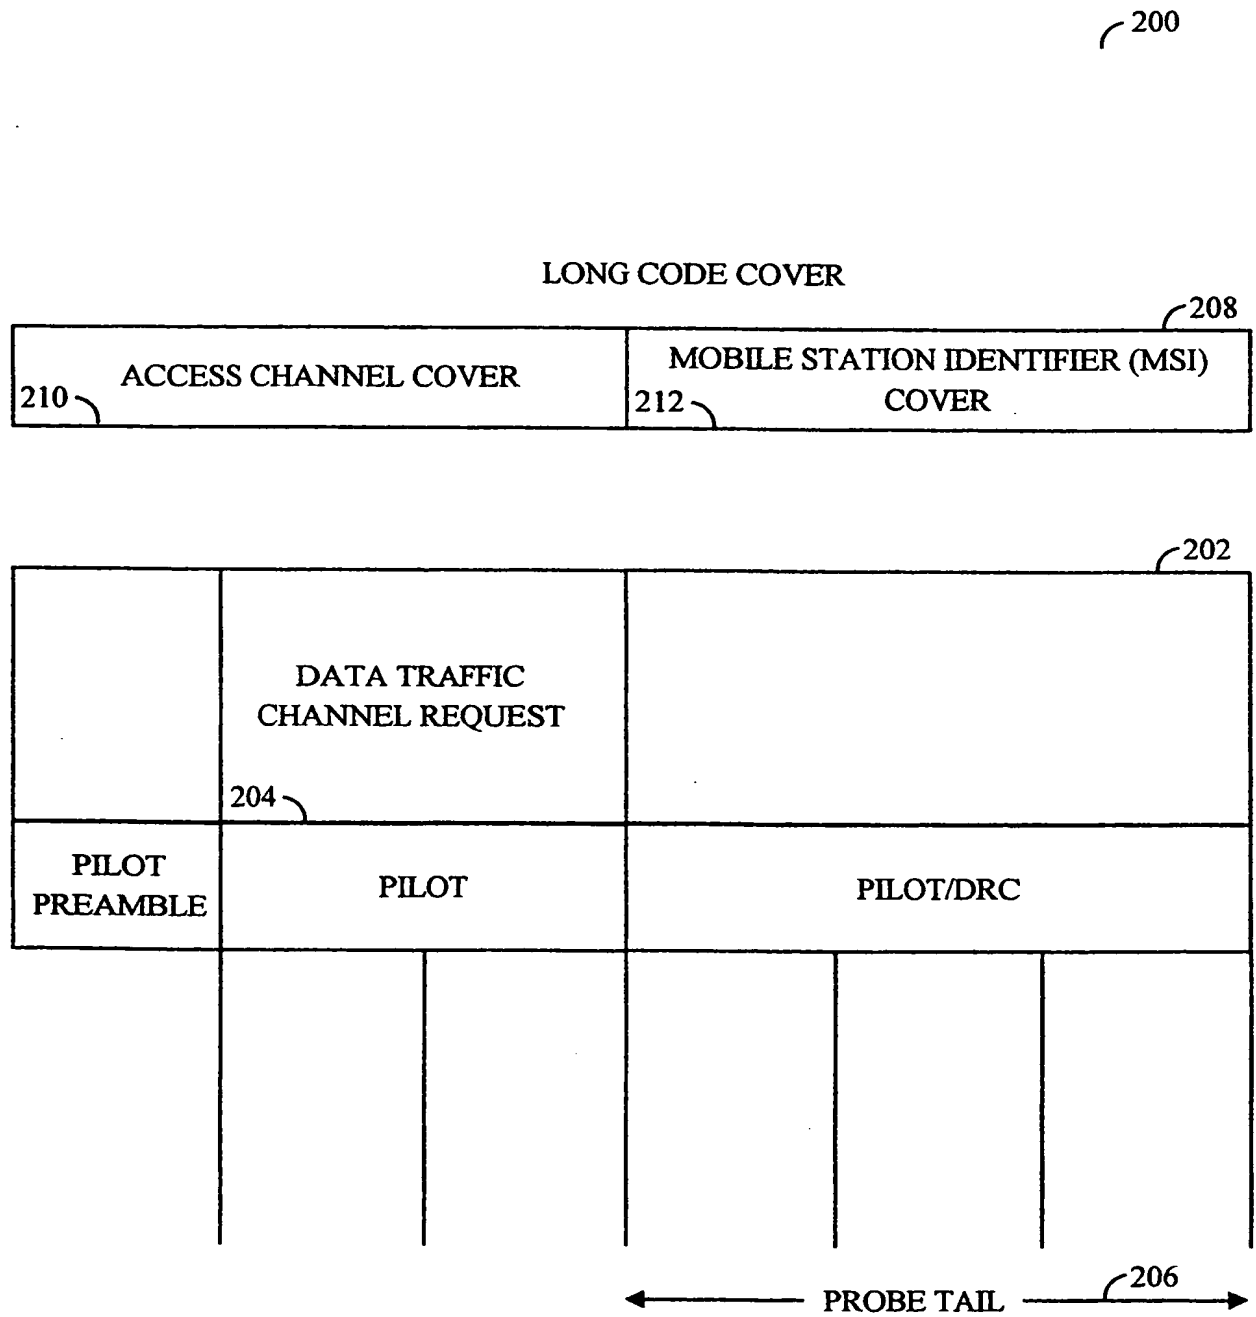 200
LONG CODE COVER
208
ACCESS CHANNEL COVER
210
MOBILE STATION IDENTIFIER (MSI)
COVER
212
202
DATA TRAFFIC
CHANNEL REQUEST
204
PILOT
PREAMBLE
PILOT
PILOT/DRC
206
PROBE TAIL